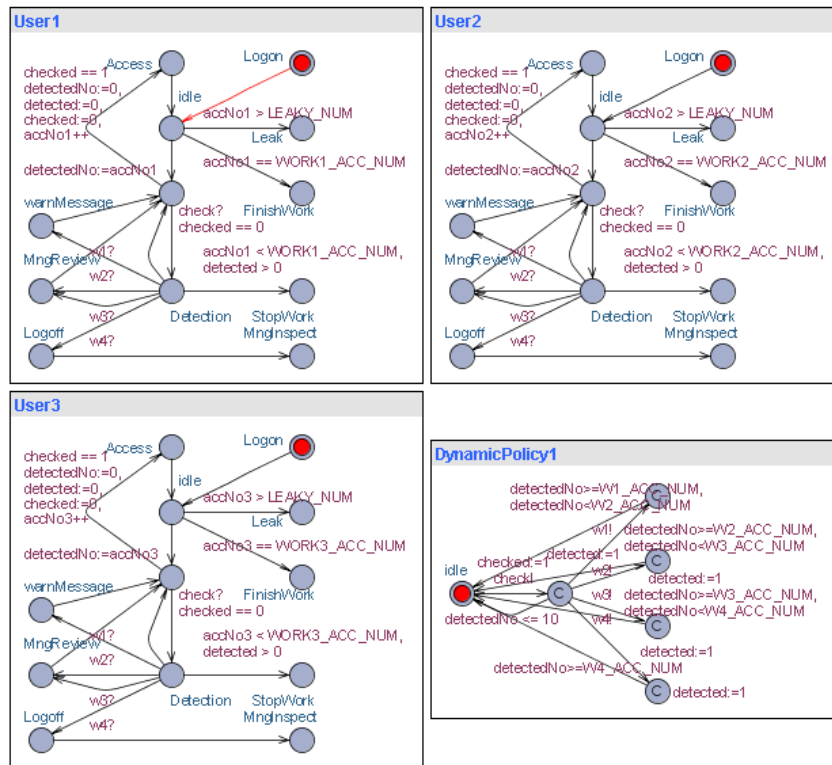 User1
Access
Logon
checked == 1
detectedNo:=0,
detected:=0,
checked:=0,
accNo1++
idle
accNo1 > LEAKY_NUM
Leak
accNo1 == WORK1_ACC_NUM
detectedNo:=accNo1
warnMessage
check?
checked == 0
FinishWork
w1?
MngReview
w2?
accNo1 < WORK1_ACC_NUM,
detected > 0
w3?
Logoff
w4?
Detection
StopWork
MngInspect
User2
Access
Logon
checked == 1
detectedNo:=0,
detected:=0,
checked:=0,
accNo2++
idle
accNo2 > LEAKY_NUM
Leak
accNo2 == WORK2_ACC_NUM
detectedNo:=accNo2
warnMessage
check?
checked == 0
FinishWork
w1?
MngReview
w2?
accNo2 < WORK2_ACC_NUM,
detected > 0
w3?
Logoff
w4?
Detection
StopWork
MngInspect
User3
Access
Logon
checked == 1
detectedNo:=0,
detected:=0,
checked:=0,
accNo3++
idle
accNo3 > LEAKY_NUM
Leak
accNo3 == WORK3_ACC_NUM
detectedNo:=accNo3
warnMessage
check?
checked == 0
FinishWork
w1?
MngReview
w2?
accNo3 < WORK3_ACC_NUM,
detected > 0
w3?
Logoff
w4?
Detection
StopWork
MngInspect
DynamicPolicy1
detectedNo>=W1_ACC_NUM,
detectedNo<W2_ACC_NUM
C
w1!
detectedNo>=W2_ACC_NUM,
detectedNo<W3_ACC_NUM
detected:=1
idle
checked:=1
check!
w2!
C
detected:=1
w3!
detectedNo>=W3_ACC_NUM,
detectedNo<W4_ACC_NUM
C
detectedNo <= 10
w4!
C
detected:=1
detectedNo>=W4_ACC_NUM
C
detected:=1